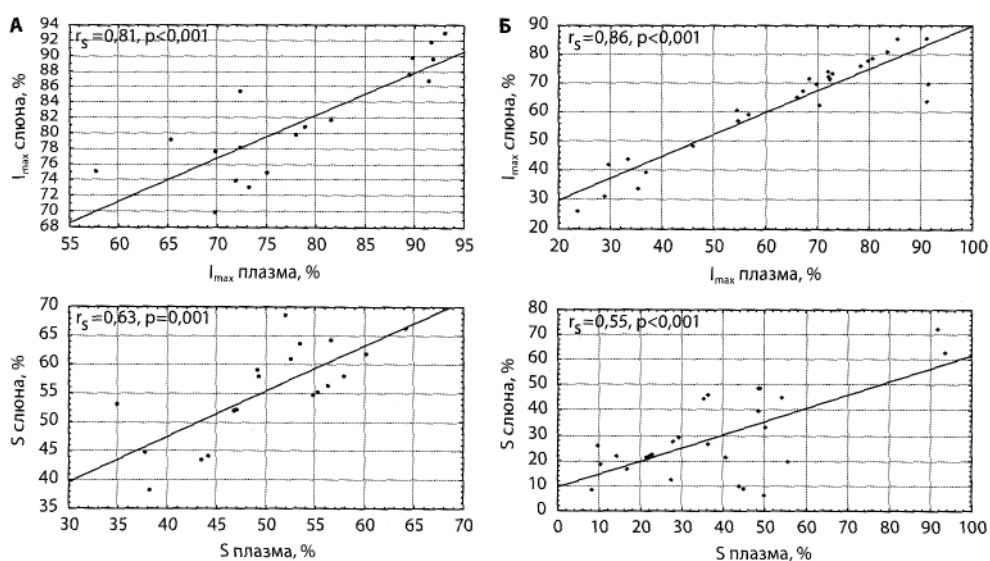 А
r_s=0,81, p<0,001
I_max слюна, %
94
92
90
88
86
84
82
80
78
76
74
72
70
68
55 60 65 70 75 80 85 90 95
I_max плазма, %
Б
r_s=0,86, p<0,001
I_max слюна, %
90
80
70
60
50
40
30
20
20 30 40 50 60 70 80 90 100
I_max плазма, %
r_s=0,63, p=0,001
S слюна, %
70
65
60
55
50
45
40
35
30 35 40 45 50 55 60 65 70
S плазма, %
r_s=0,55, p<0,001
S слюна, %
80
70
60
50
40
30
20
10
0
0 10 20 30 40 50 60 70 80 90 100
S плазма, %